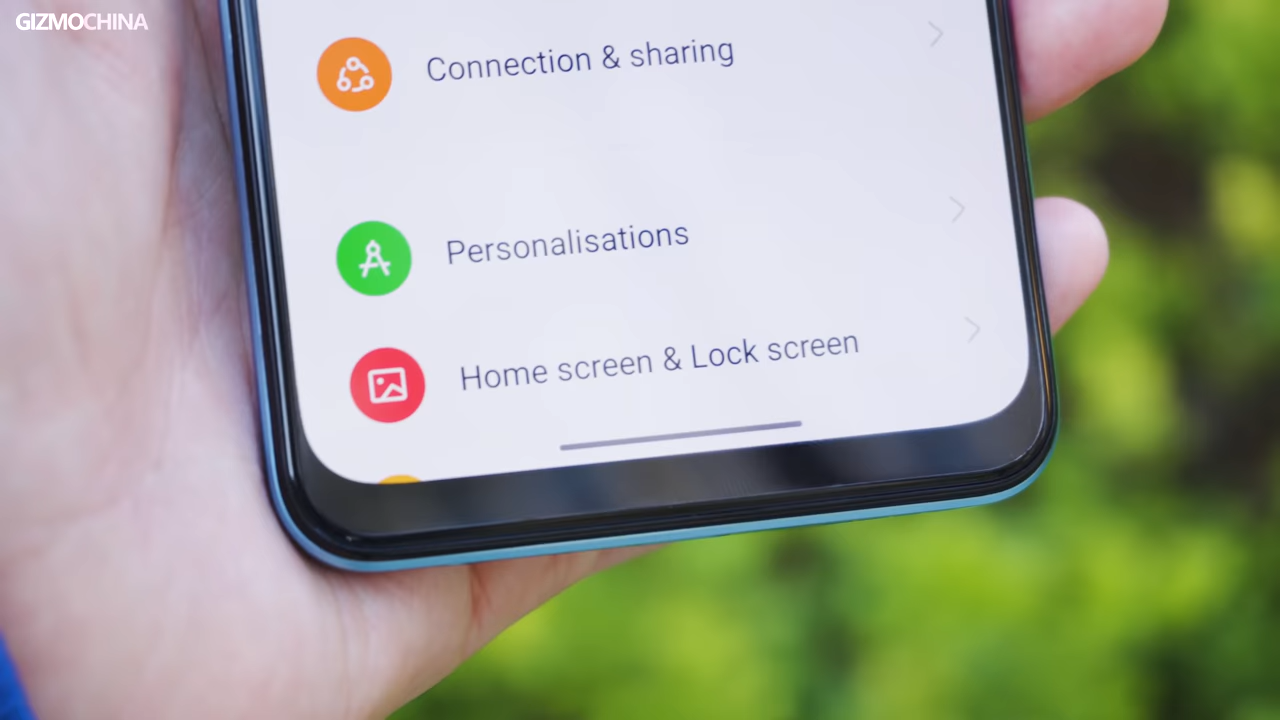 GIZMOCHINA
Connection & sharing
Personalisations
Home screen & Lock screen